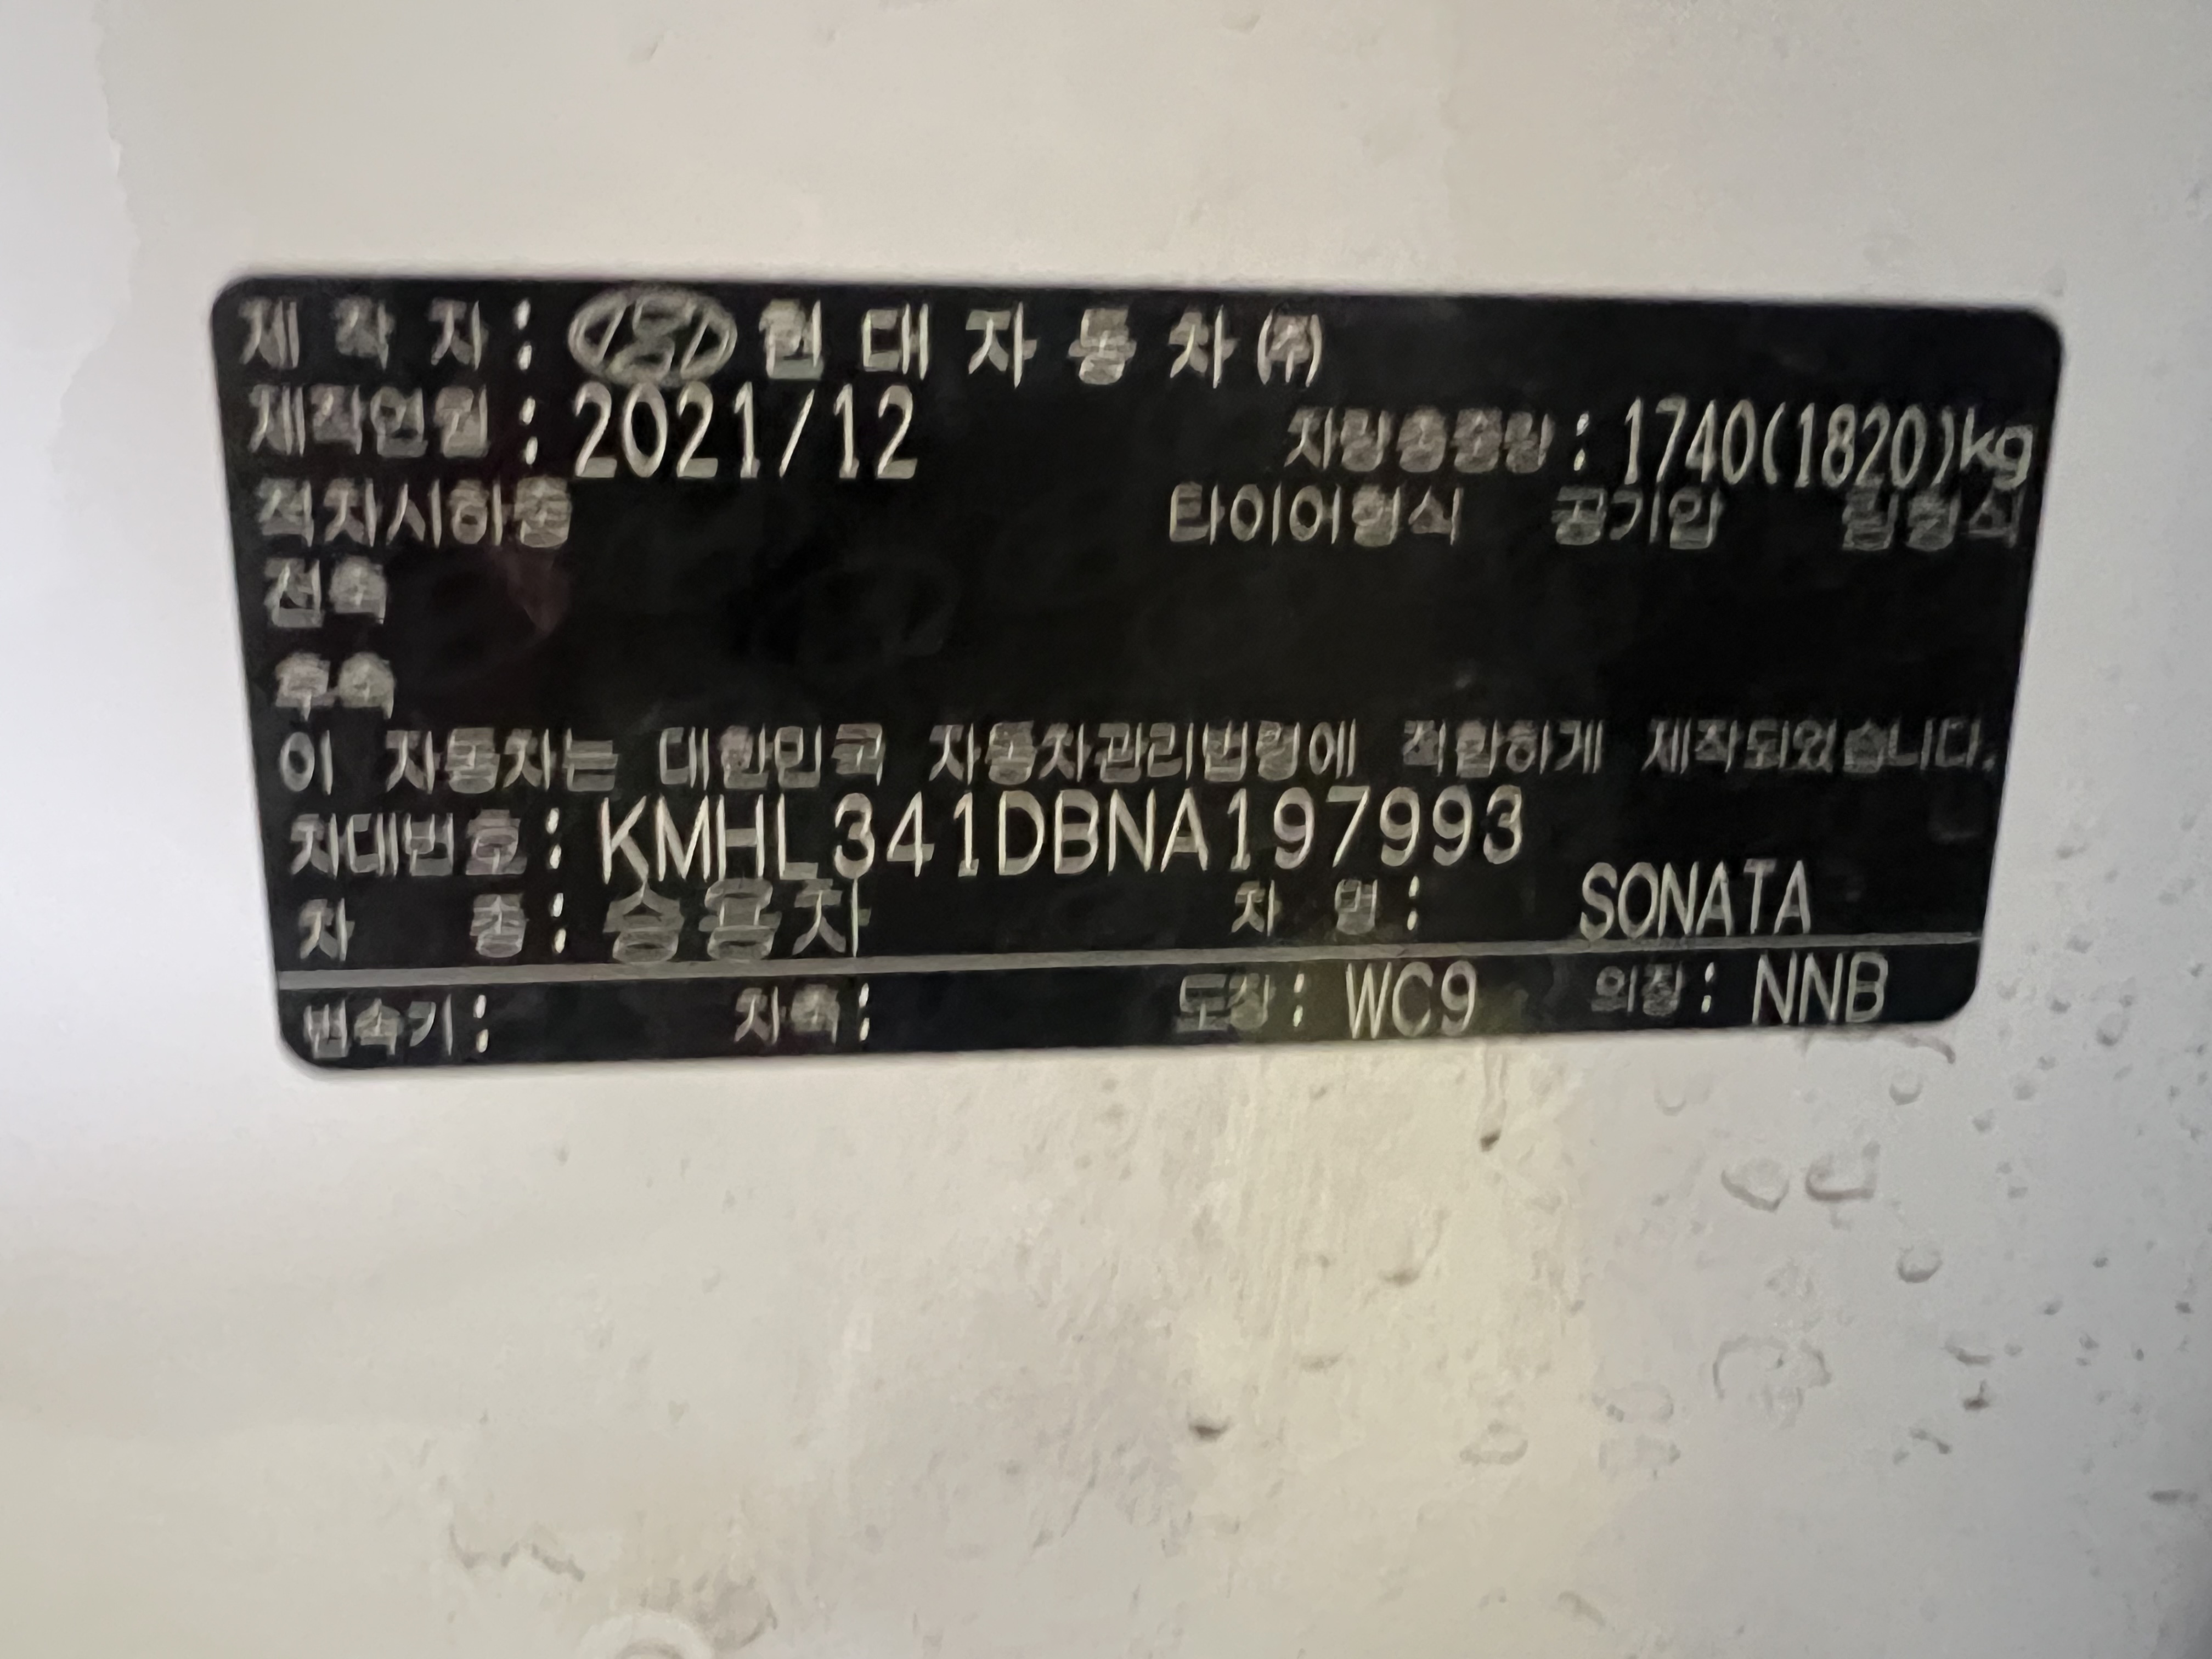 제 작 자 : 현 대 자 동 차 (주)
제작연월 : 2021/12 차량총중량 : 1740(1820)kg
적차시하중 타이어형식 공기압 림형식
전축
후축
이 자동차는 대한민국 자동차관리법령에 적합하게 제작되었습니다.
차대번호 : KMHL341DBNA197993
차 종 : 승용차 차 명 : SONATA
변속기 : 차축 : 도장 : WC9 의장 : NNB